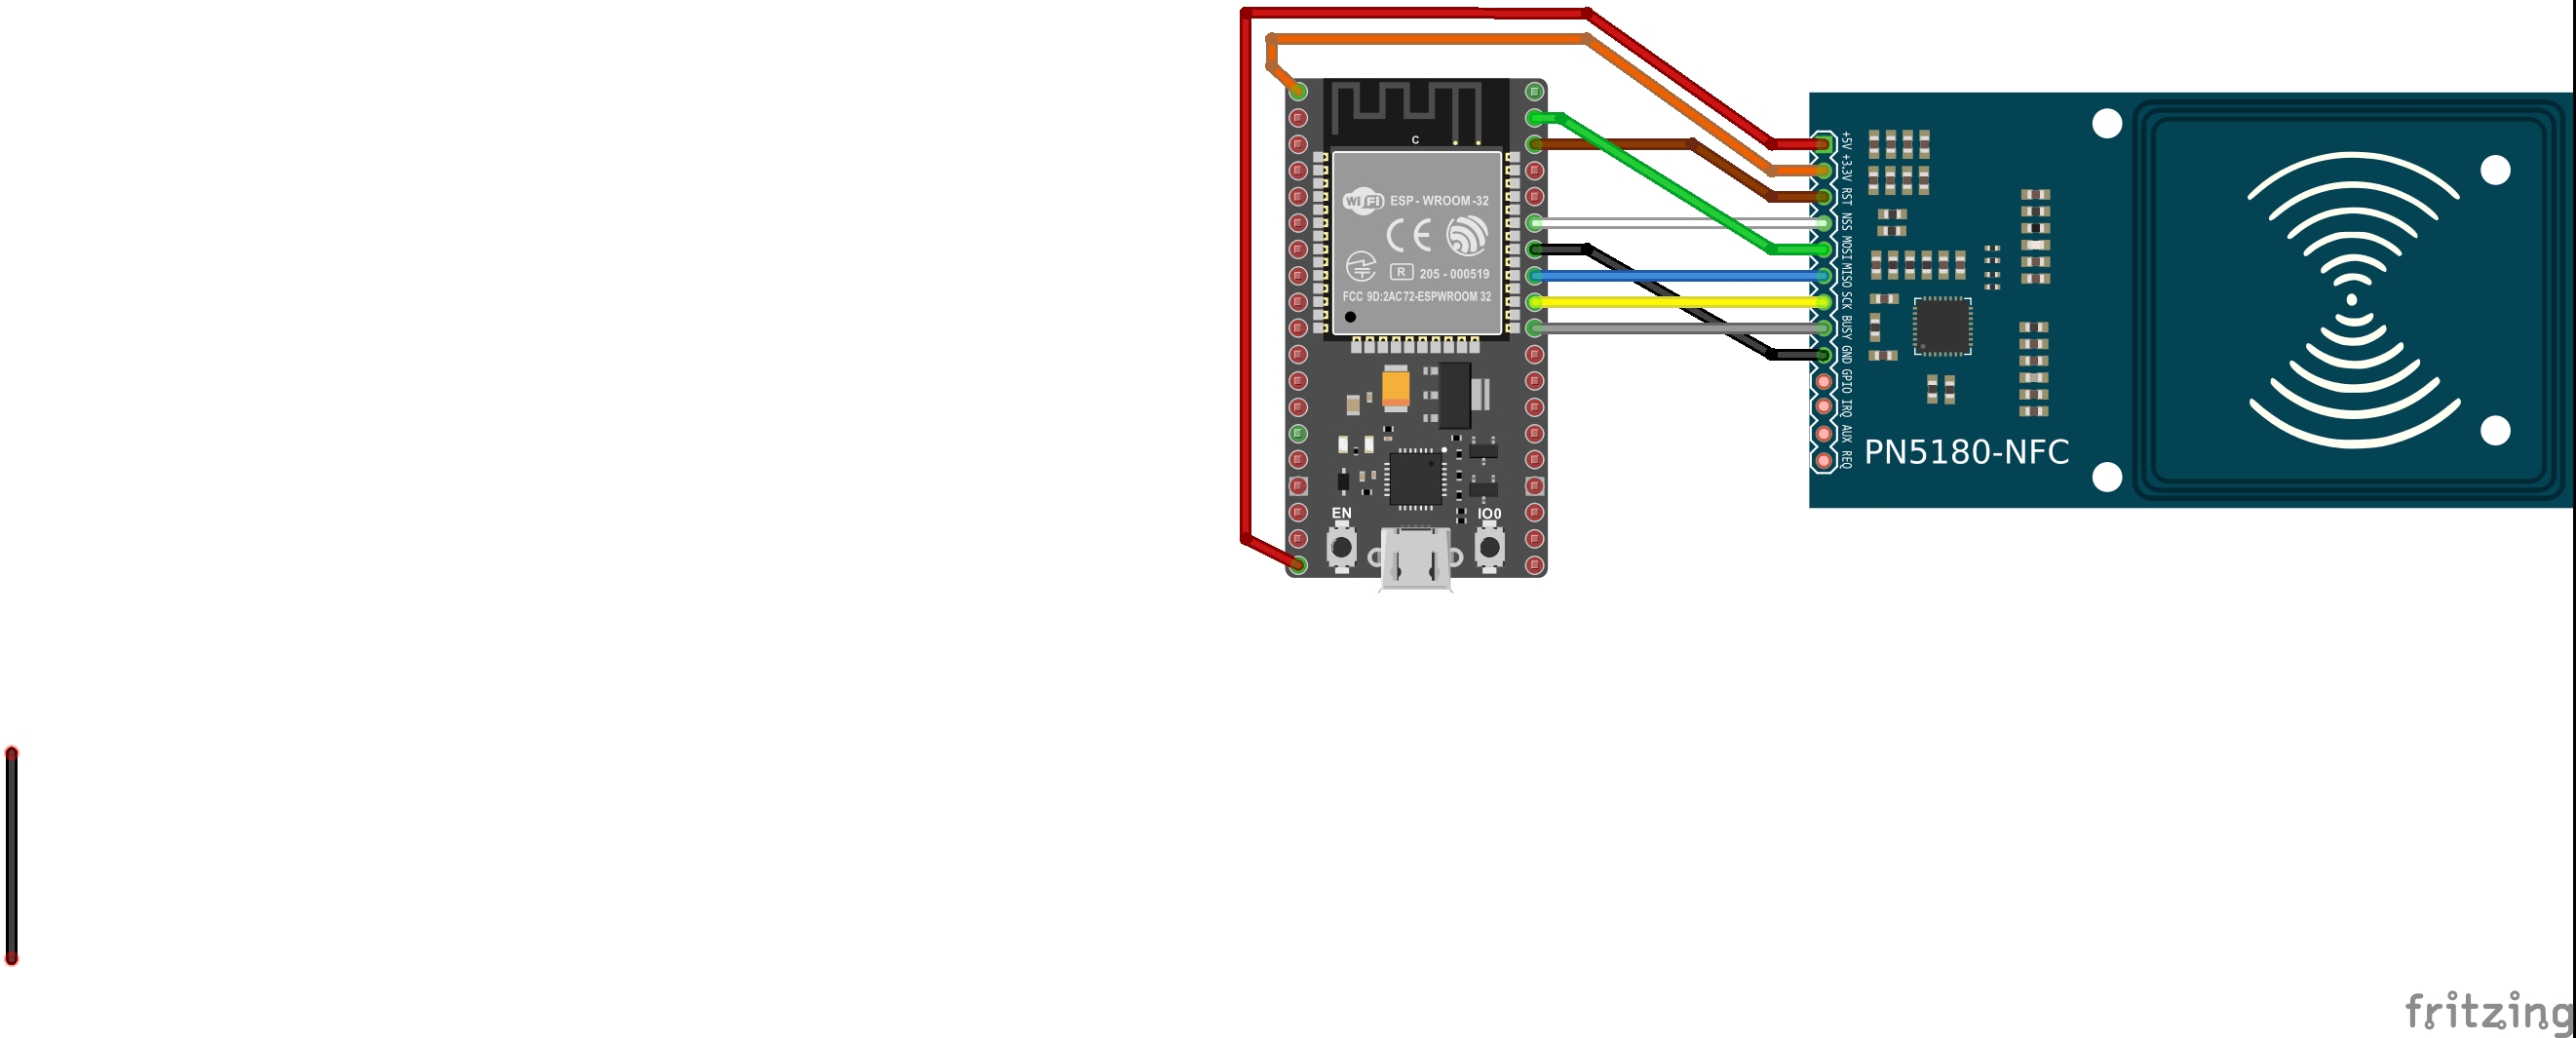 C
Wi Fi ESP - WROOM -32
CE
R 205 - 000519
FCC 9D:2AC72-ESPWROOM 32
EN
IO0
+5V
+3.3V
RST
NSS
MOSI
MISO
SCK
BUSY
GND
GPIO
IRQ
AUX
REQ
PN5180-NFC
fritzing